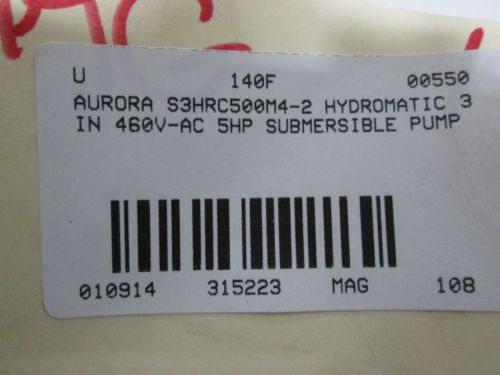 U 140F 00550
AURORA S3HRC500M4-2 HYDROMATIC 3
IN 460V-AC 5HP SUBMERSIBLE PUMP
010914 315223 MAG 108